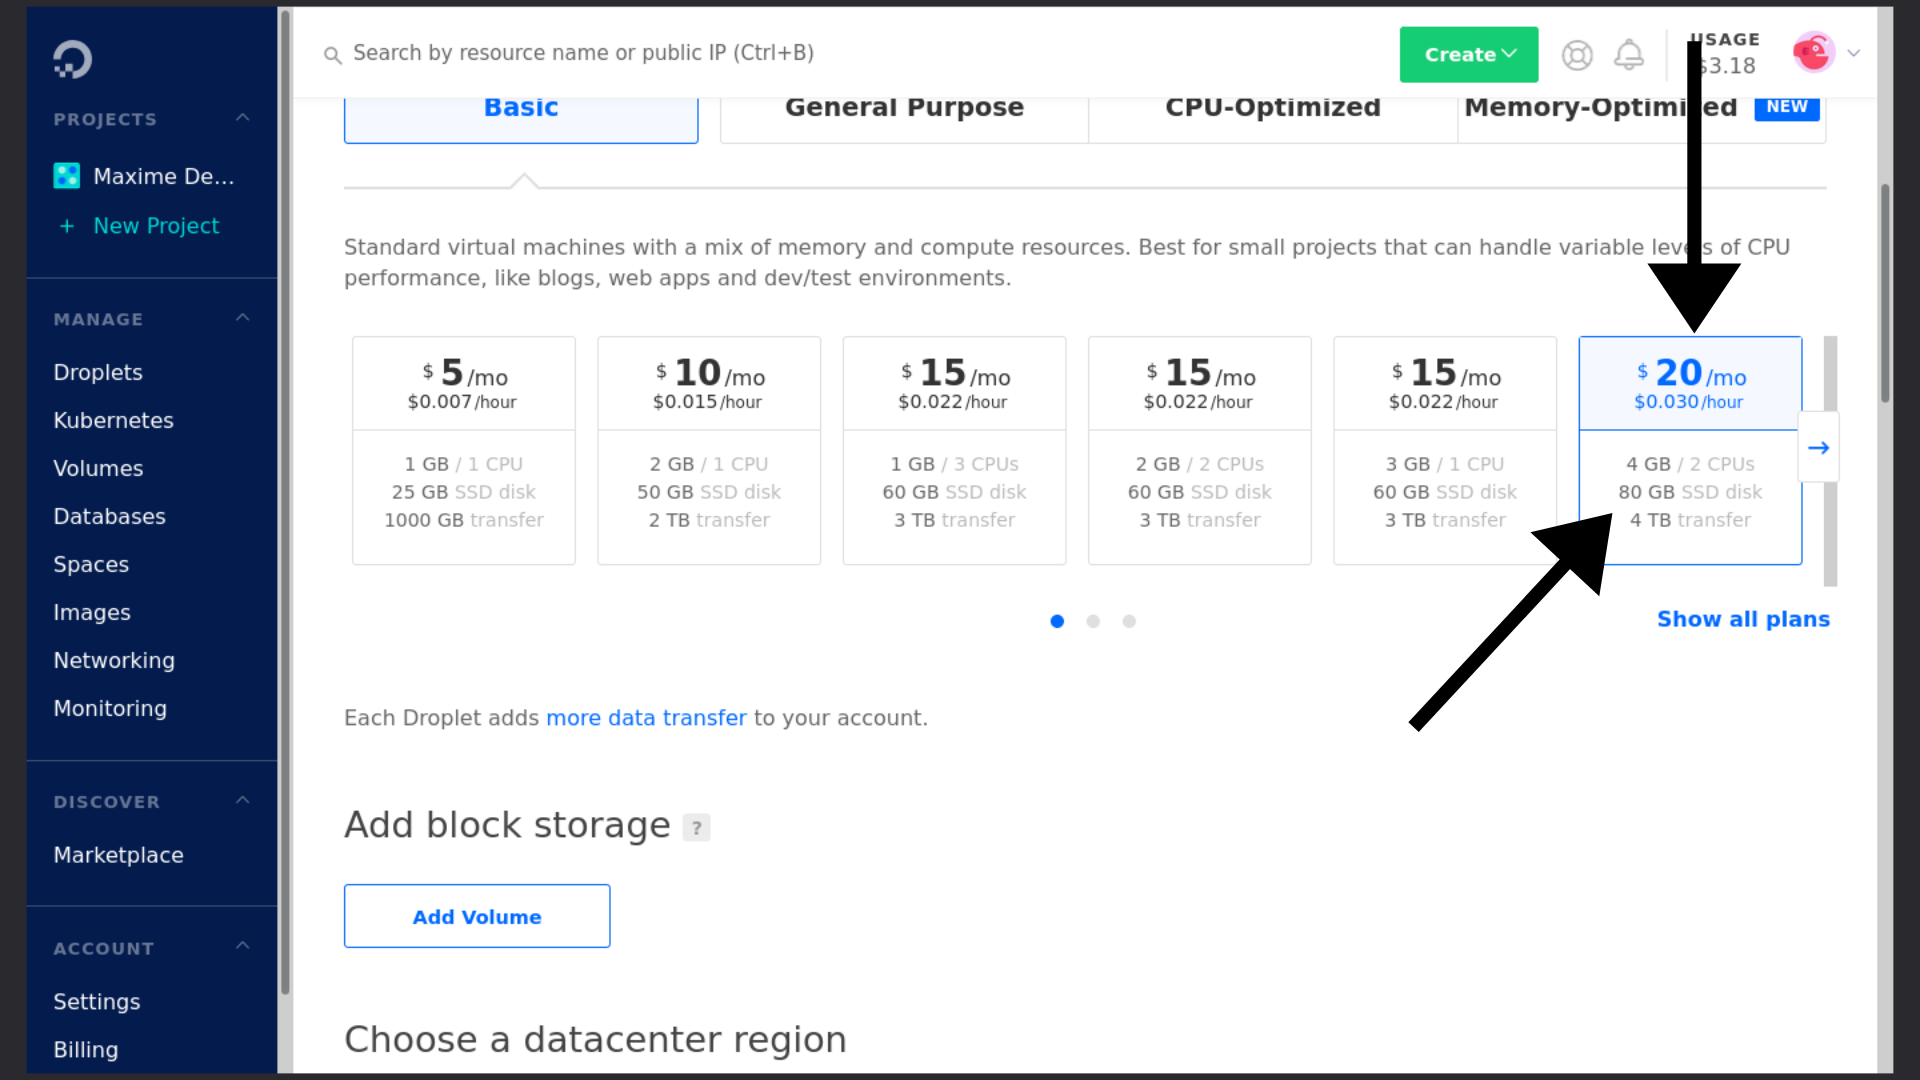 PROJECTS
Maxime De...
+ New Project
MANAGE
Droplets
Kubernetes
Volumes
Databases
Spaces
Images
Networking
Monitoring
DISCOVER
Marketplace
ACCOUNT
Settings
Billing
Search by resource name or public IP (Ctrl+B)
Create
USAGE
$3.18
Basic
General Purpose
CPU-Optimized
Memory-Optimized NEW
Standard virtual machines with a mix of memory and compute resources. Best for small projects that can handle variable levels of CPU
performance, like blogs, web apps and dev/test environments.
$ 5/mo
$0.007/hour
1 GB / 1 CPU
25 GB SSD disk
1000 GB transfer
$ 10/mo
$0.015/hour
2 GB / 1 CPU
50 GB SSD disk
2 TB transfer
$ 15/mo
$0.022/hour
1 GB / 3 CPUs
60 GB SSD disk
3 TB transfer
$ 15/mo
$0.022/hour
2 GB / 2 CPUs
60 GB SSD disk
3 TB transfer
$ 15/mo
$0.022/hour
3 GB / 1 CPU
60 GB SSD disk
3 TB transfer
$ 20/mo
$0.030/hour
4 GB / 2 CPUs
80 GB SSD disk
4 TB transfer
Show all plans
Each Droplet adds more data transfer to your account.
Add block storage ?
Add Volume
Choose a datacenter region